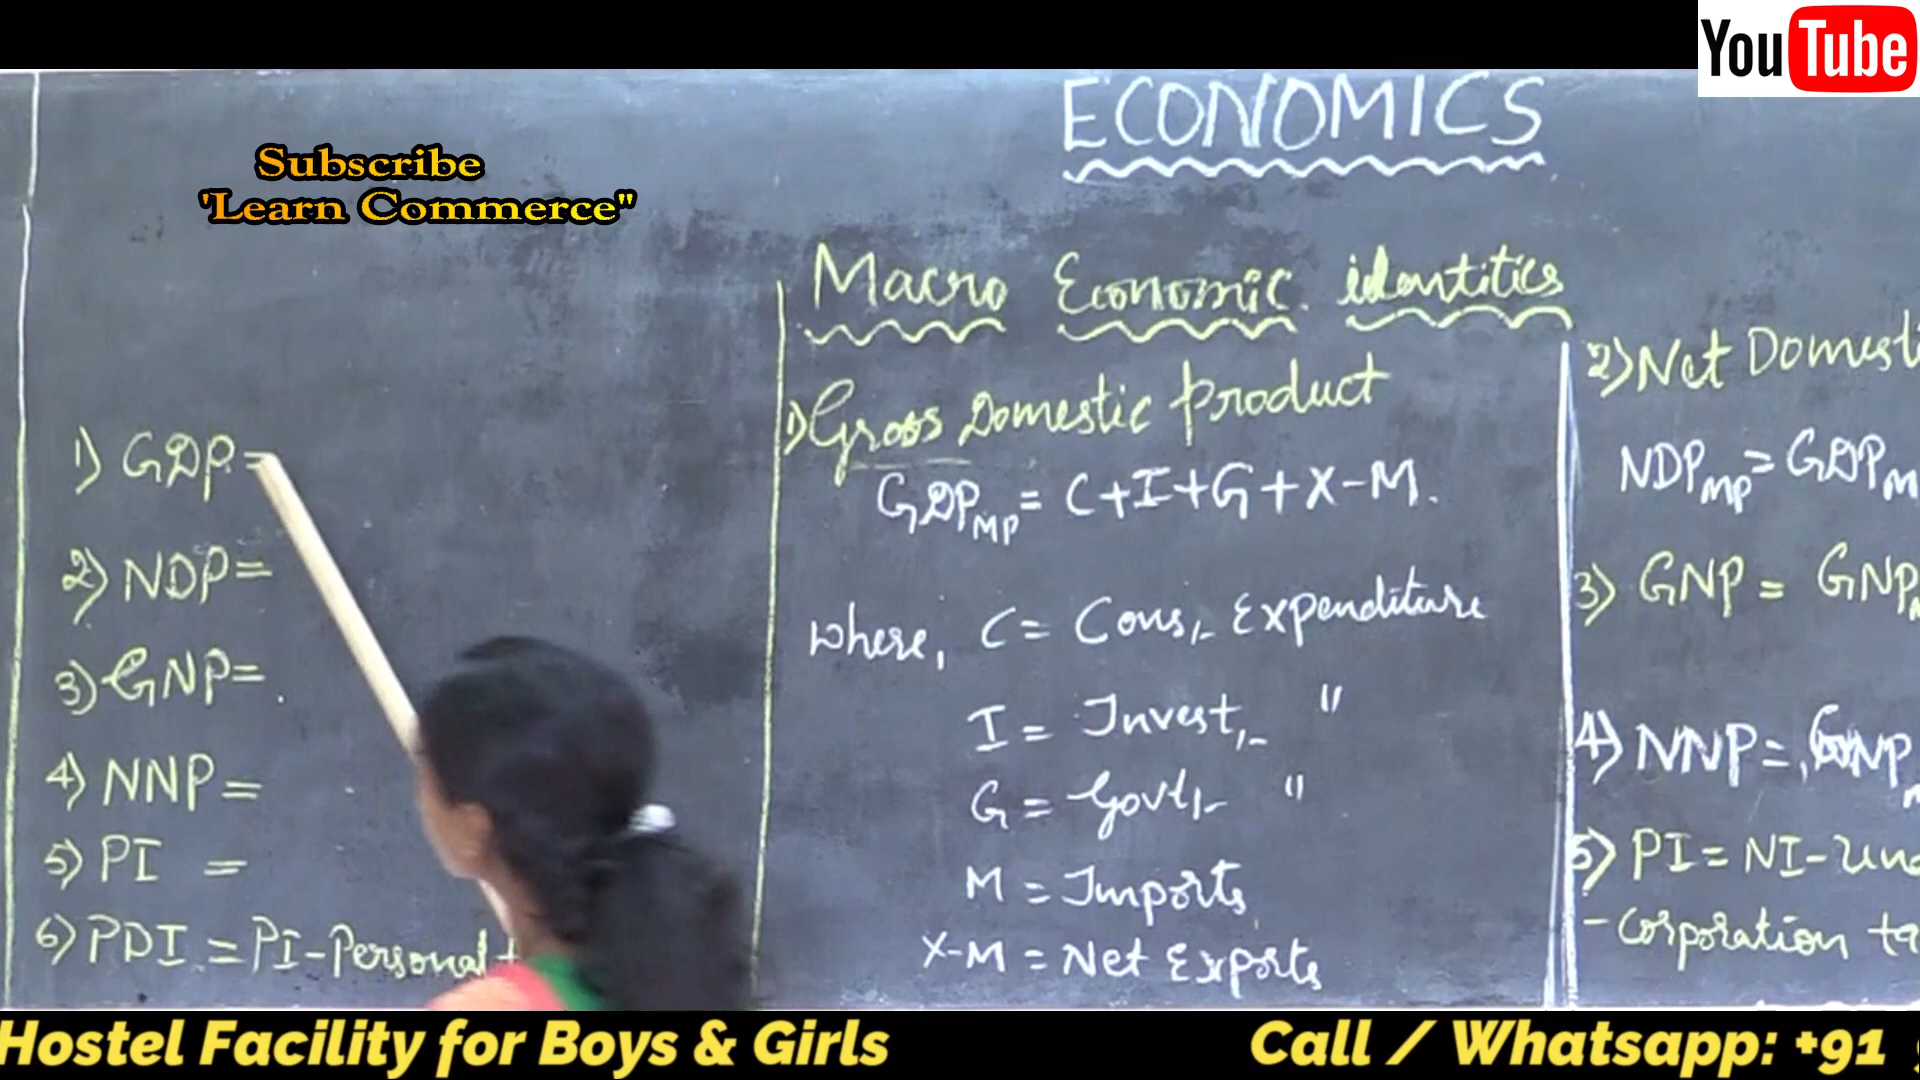 YouTube
ECONOMICS
Subscribe
'Learn Commerce"
1) GDP=
2) NDP=
3) GNP=
4) NNP=
5) PI =
6) PDI = PI-Personal
Macro Economic identities
1) Gross Domestic Product
GDPMP = C+I+G+X-M.
where, C = Cons,- Expenditure
I = Invest,- "
G = Govt,- "
M = Imports
X-M = Net Exports
2) Net Domesti
NDPMP = GDPM
3) GNP = GNP
4) NNP = GNP
5) PI = NI-Un
- Corporation ta
Hostel Facility for Boys & Girls
Call / Whatsapp: +91